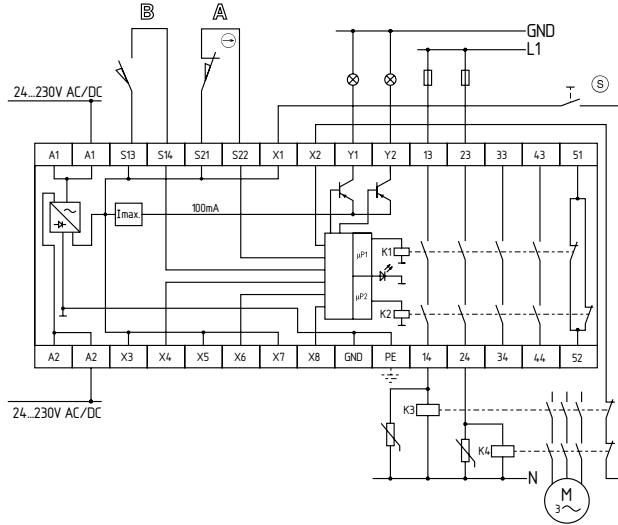 B A
GND
L1
24...230V AC/DC
S
A1 A1 S13 S14 S21 S22 X1 X2 Y1 Y2 13 23 33 43 51
Imax. 100mA
µP1 K1
µP2 K2
A2 A2 X3 X4 X5 X6 X7 X8 GND PE 14 24 34 44 52
24...230V AC/DC
K3
K4
N
M
3